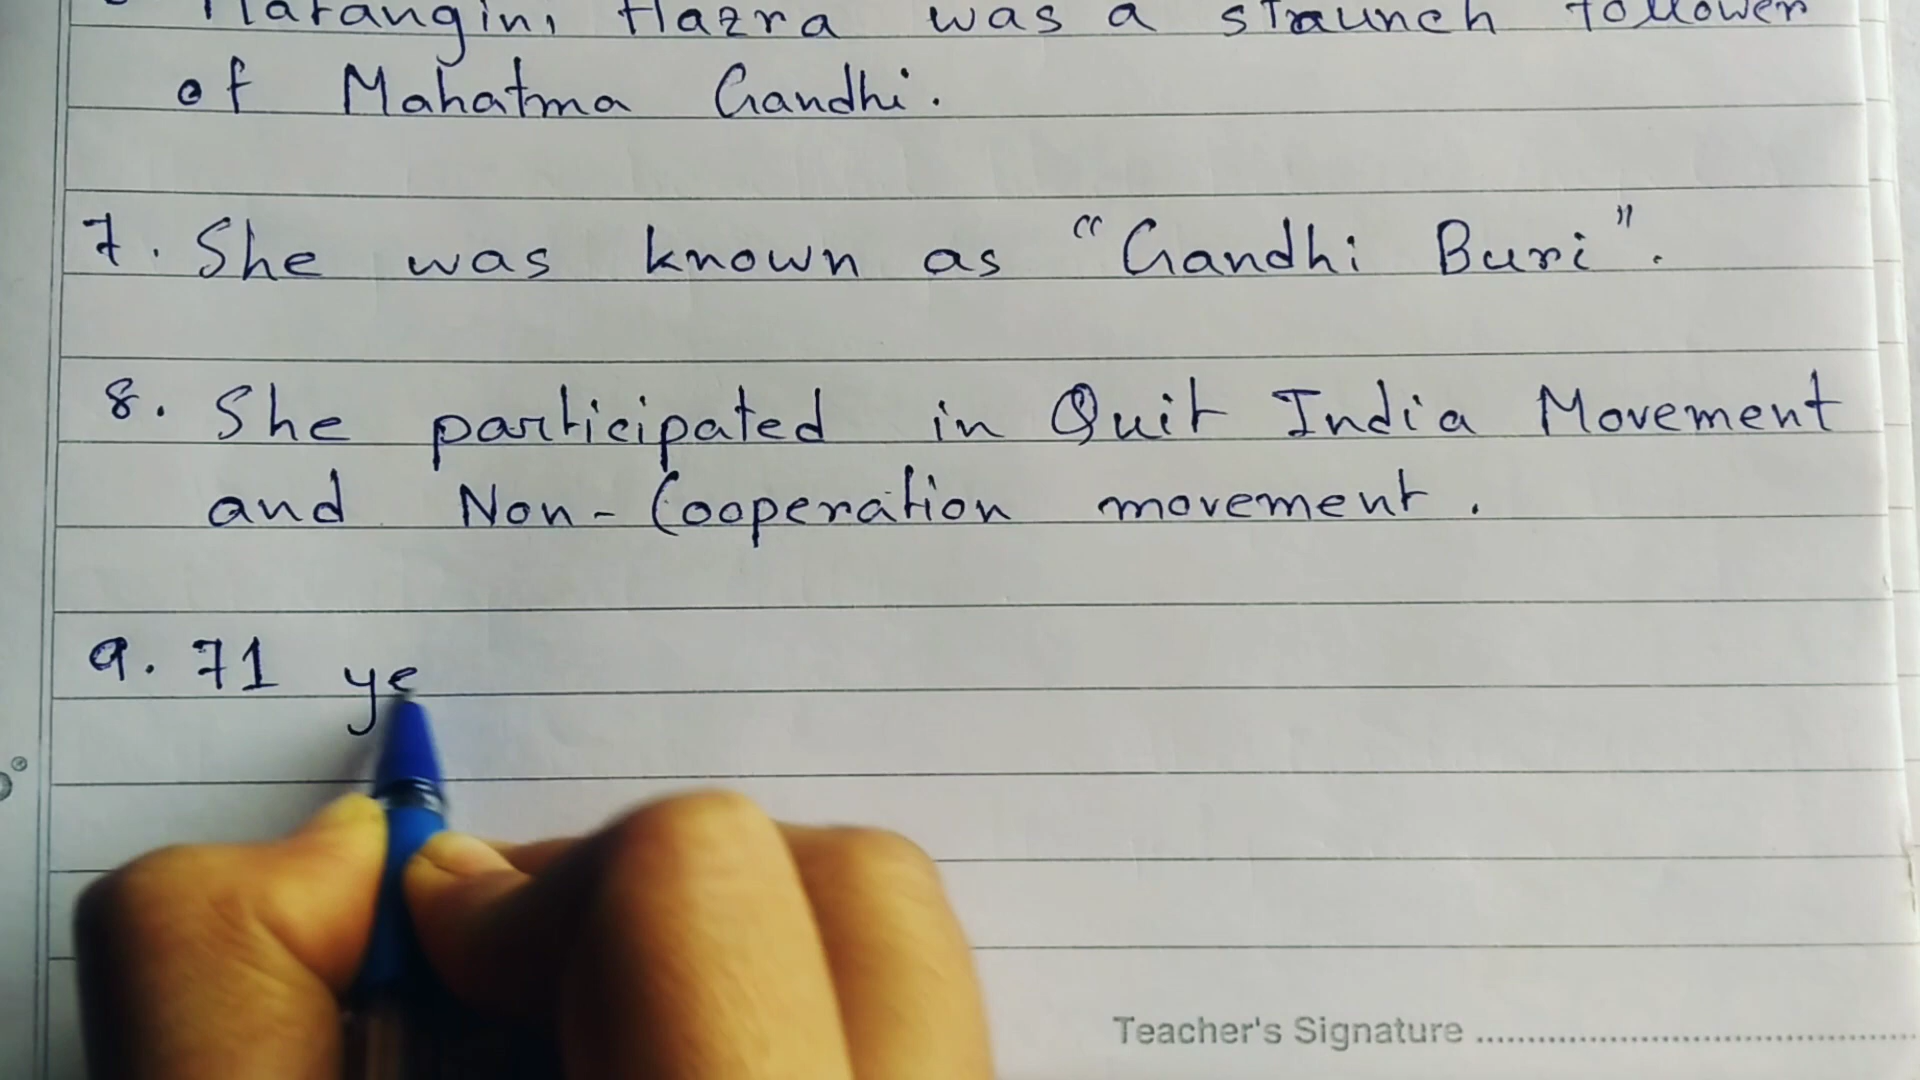 Matangini Hazra was a staunch follower
of Mahatma Gandhi.
7. She was known as "Gandhi Buri".
8. She participated in Quit India Movement
and Non-Cooperation movement.
9. 71 ye
Teacher's Signature ........................................